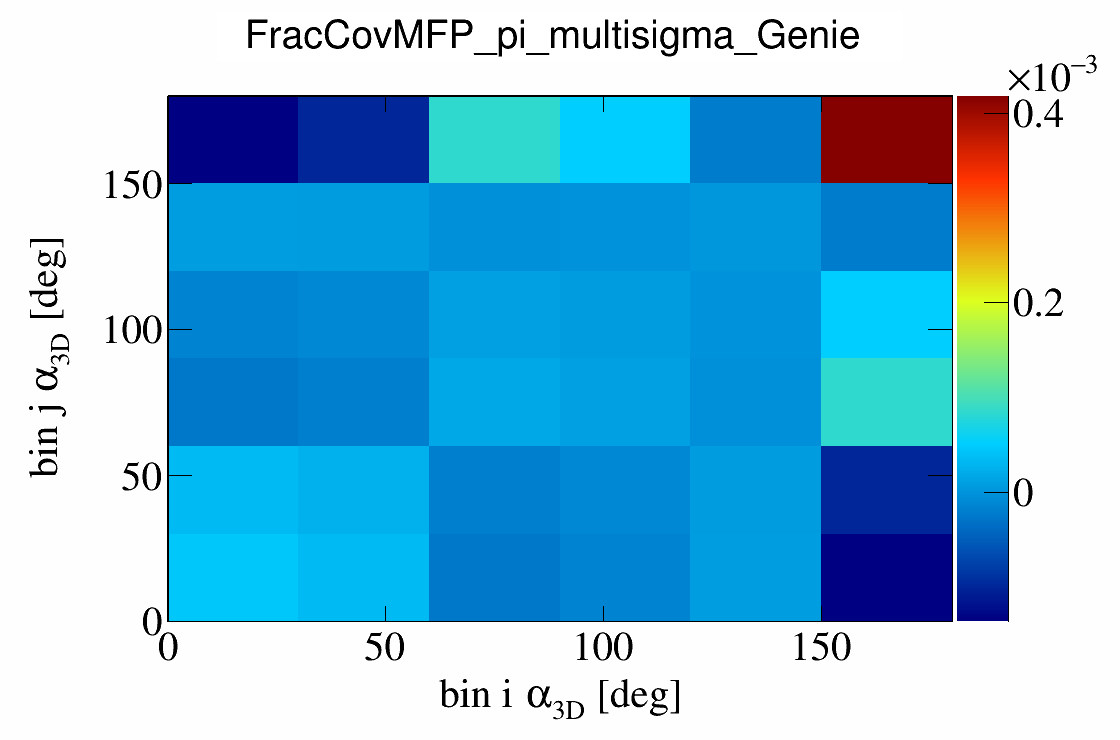 FracCovMFP_pi_multisigma_Genie
×10⁻³
0.4
0.2
0
150
100
50
0
0 50 100 150
bin j α3D [deg]
bin i α3D [deg]